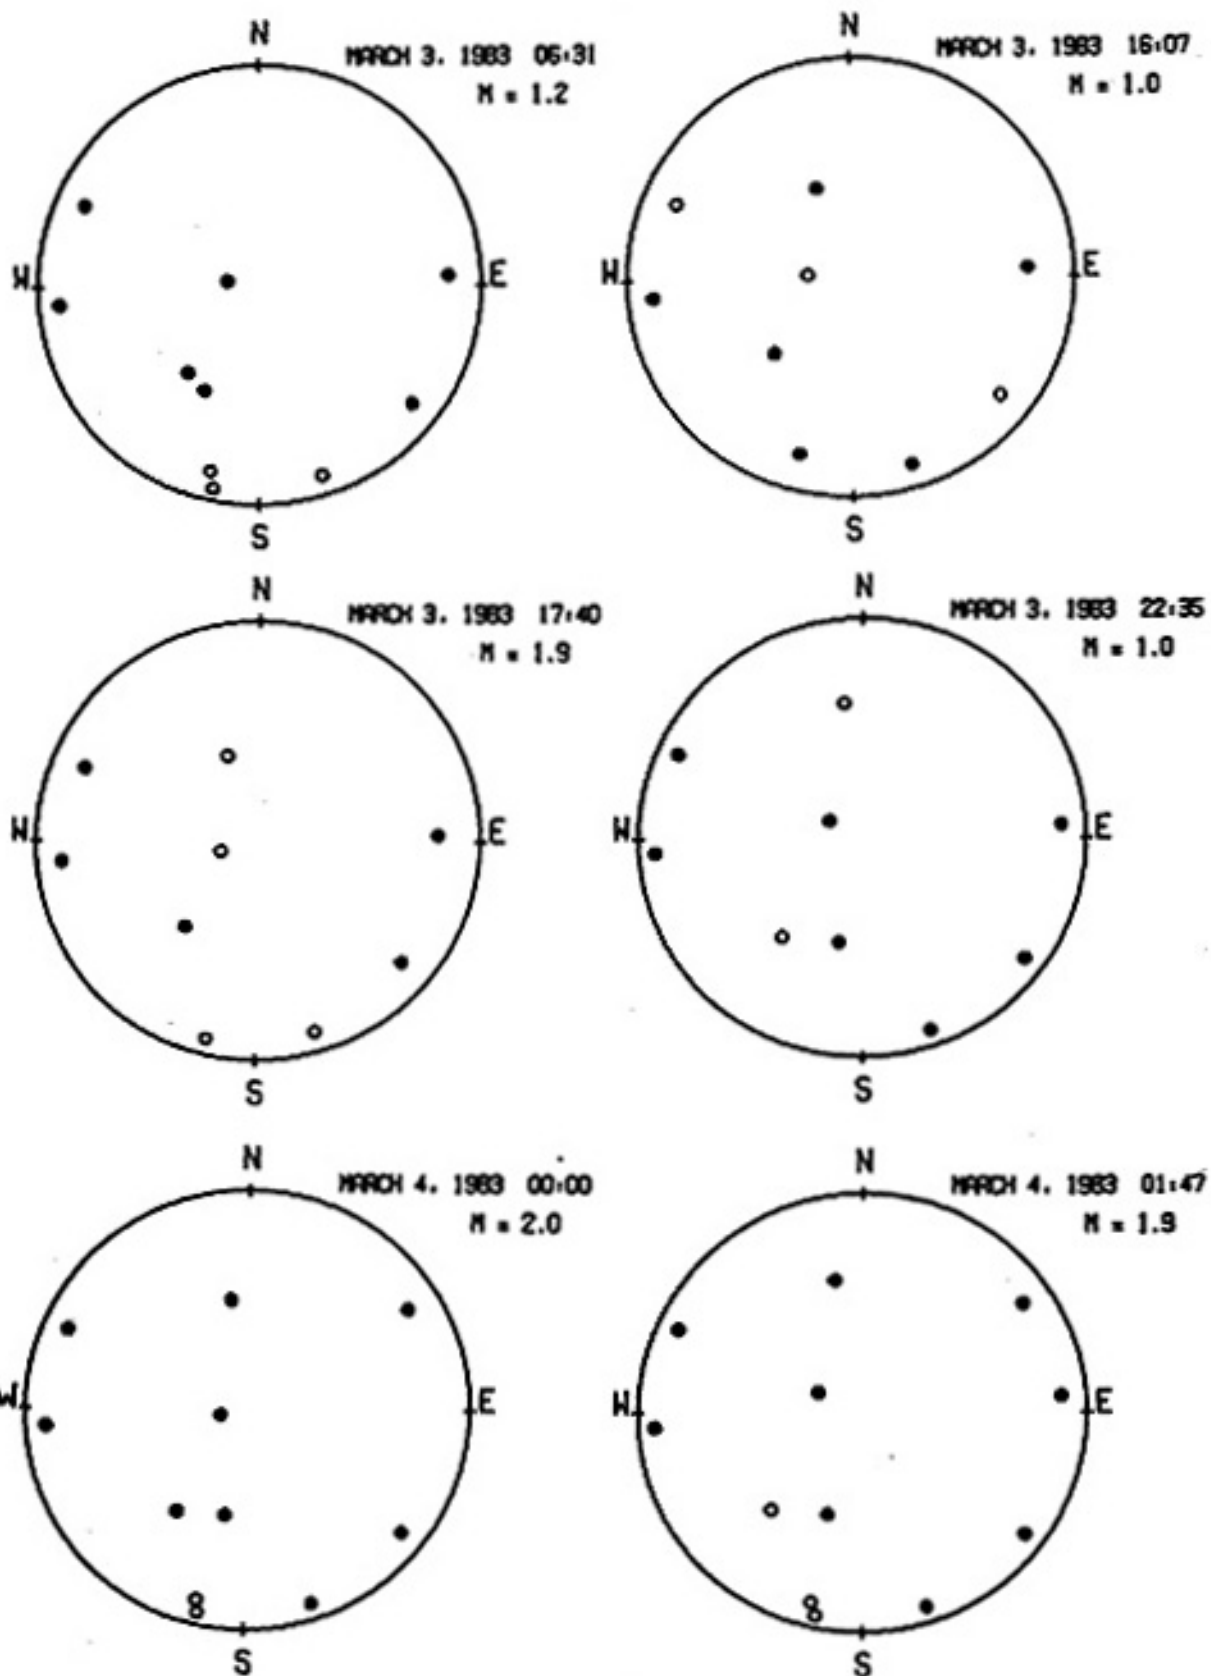 N
MARCH 3. 1983 06:31
M = 1.2
W E
S
N
MARCH 3. 1983 16:07
M = 1.0
W E
S
N
MARCH 3. 1983 17:40
M = 1.9
W E
S
N
MARCH 3. 1983 22:35
M = 1.0
W E
S
N
MARCH 4. 1983 00:00
M = 2.0
W E
S
N
MARCH 4. 1983 01:47
M = 1.9
W E
S